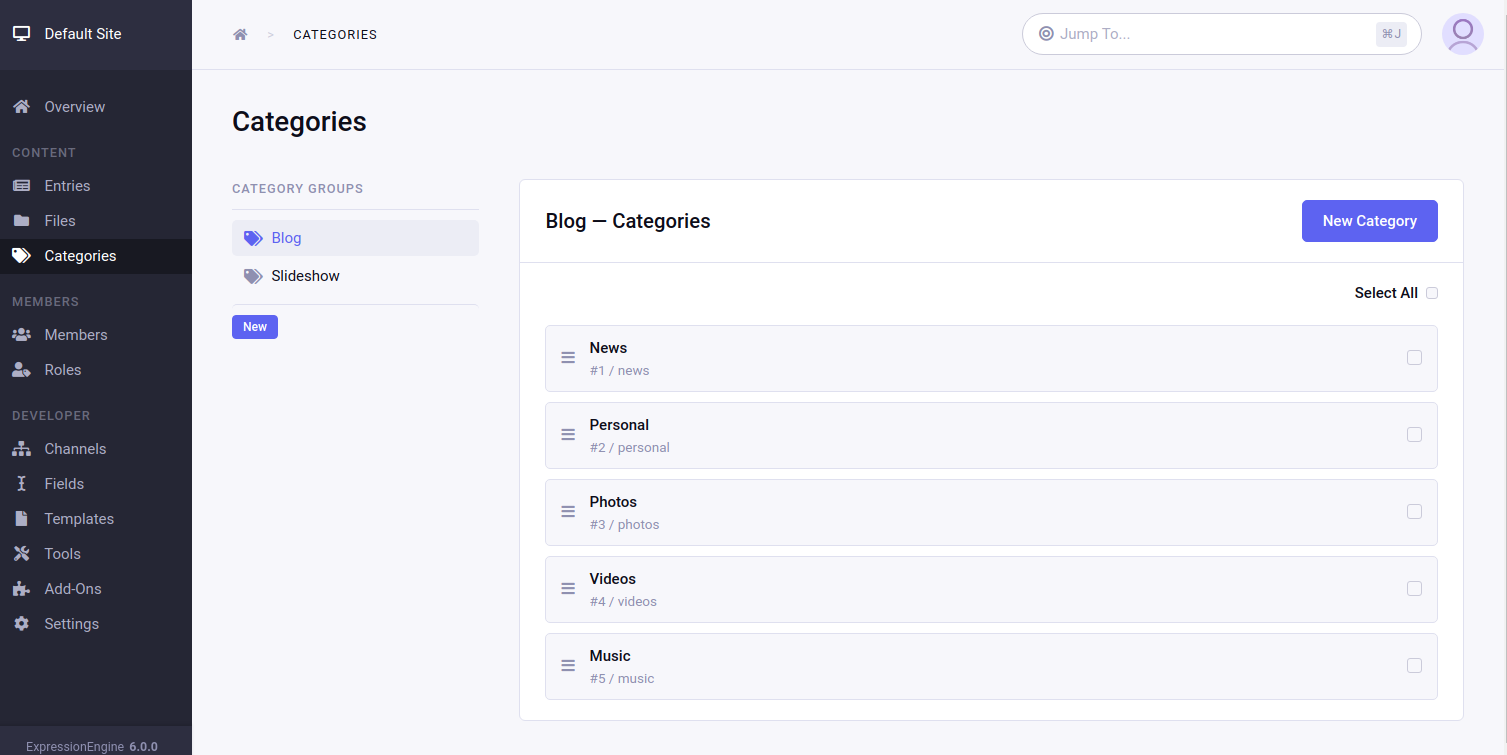 Default Site
Overview
CONTENT
Entries
Files
Categories
MEMBERS
Members
Roles
DEVELOPER
Channels
Fields
Templates
Tools
Add-Ons
Settings
ExpressionEngine 6.0.0
> CATEGORIES
Jump To... ⌘J
Categories
CATEGORY GROUPS
Blog
Slideshow
New
Blog — Categories
New Category
Select All
News
#1 / news
Personal
#2 / personal
Photos
#3 / photos
Videos
#4 / videos
Music
#5 / music